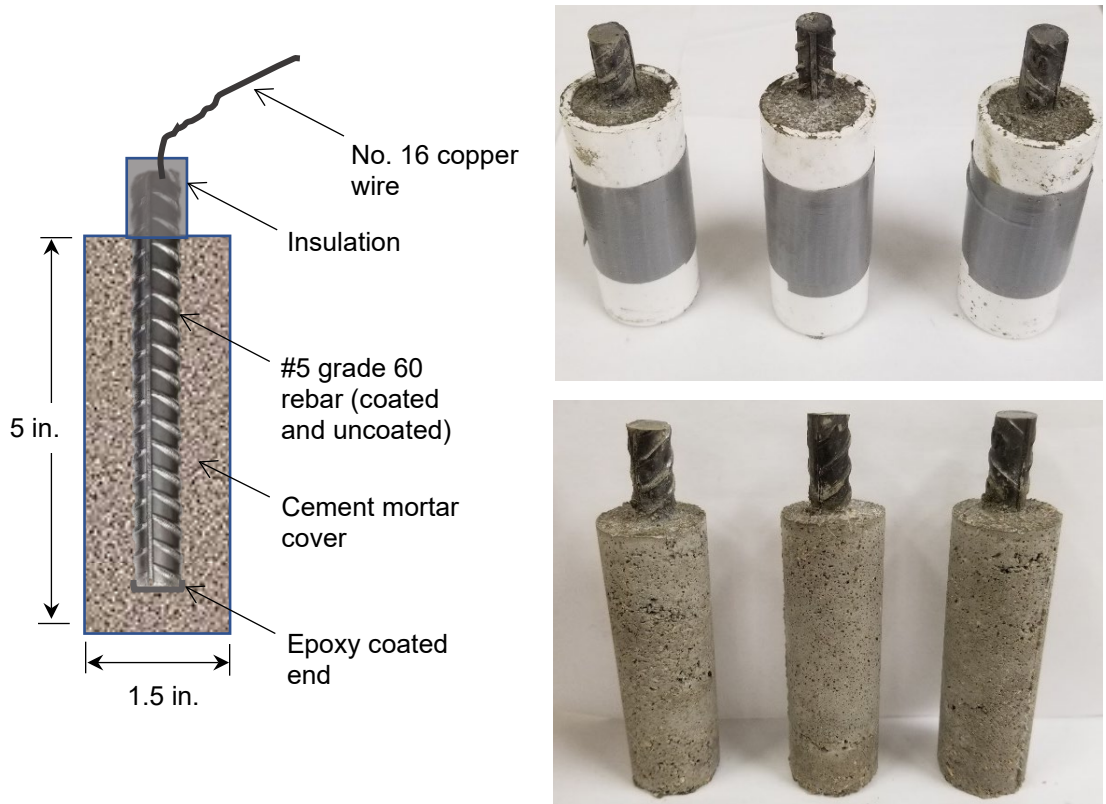 No. 16 copper
wire
Insulation
#5 grade 60
rebar (coated
and uncoated)
5 in.
Cement mortar
cover
Epoxy coated
end
1.5 in.